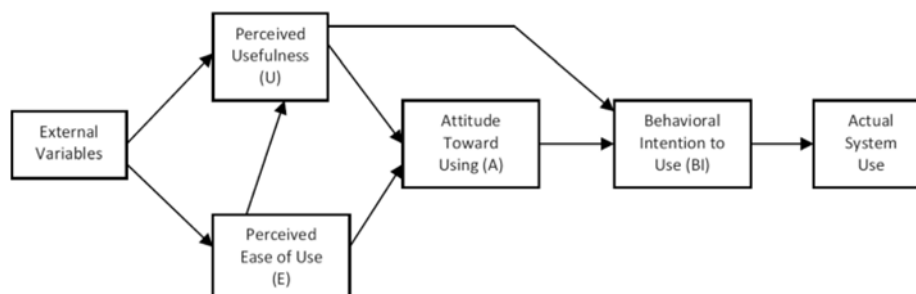 Perceived
Usefulness
(U)
External
Variables
Attitude
Toward
Using (A)
Behavioral
Intention to
Use (BI)
Actual
System
Use
Perceived
Ease of Use
(E)